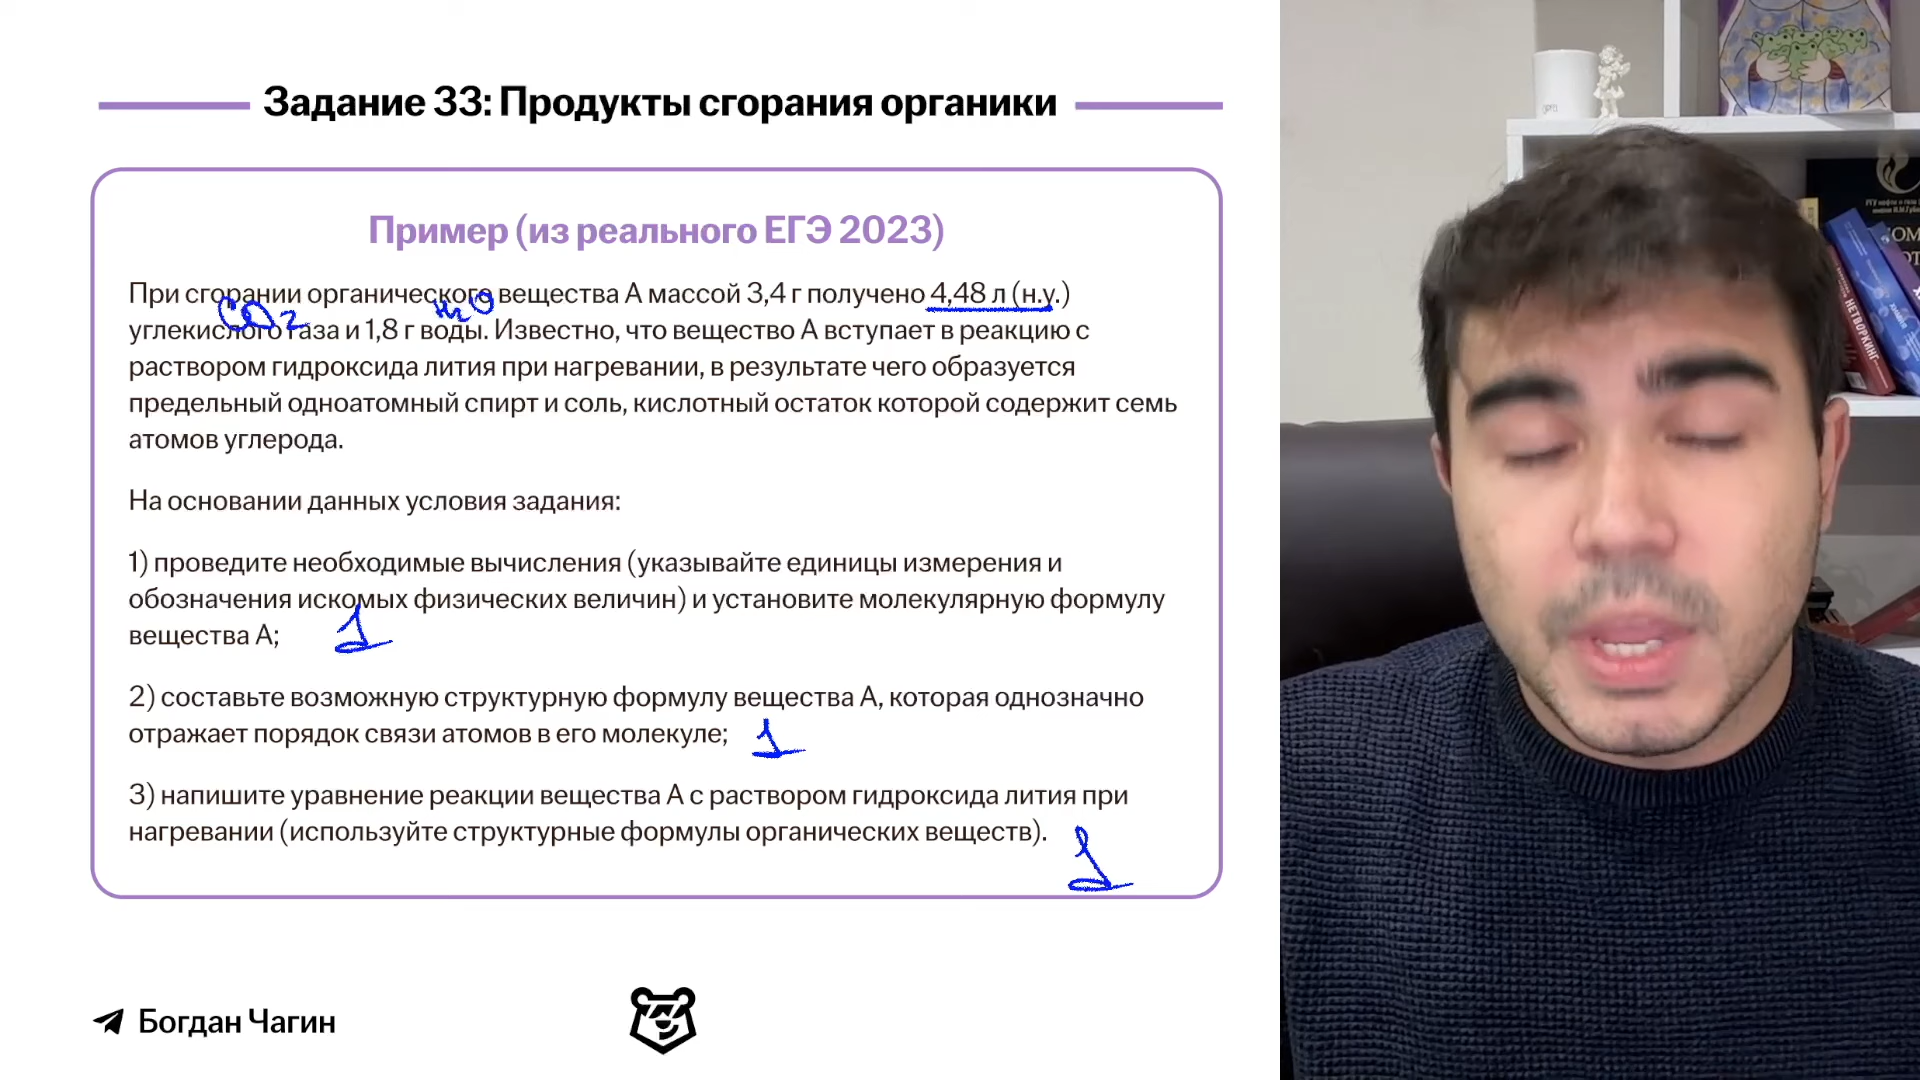 Задание 33: Продукты сгорания органики
Пример (из реального ЕГЭ 2023)
При сгорании органического вещества А массой 3,4 г получено 4,48 л (н.у.)
CO2 H2O
углекислого газа и 1,8 г воды. Известно, что вещество А вступает в реакцию с
раствором гидроксида лития при нагревании, в результате чего образуется
предельный одноатомный спирт и соль, кислотный остаток которой содержит семь
атомов углерода.
На основании данных условия задания:
1) проведите необходимые вычисления (указывайте единицы измерения и
обозначения искомых физических величин) и установите молекулярную формулу
вещества А; 1
2) составьте возможную структурную формулу вещества А, которая однозначно
отражает порядок связи атомов в его молекуле; 1
3) напишите уравнение реакции вещества А с раствором гидроксида лития при
нагревании (используйте структурные формулы органических веществ). 1
Богдан Чагин
НЕТВОРКИНГ